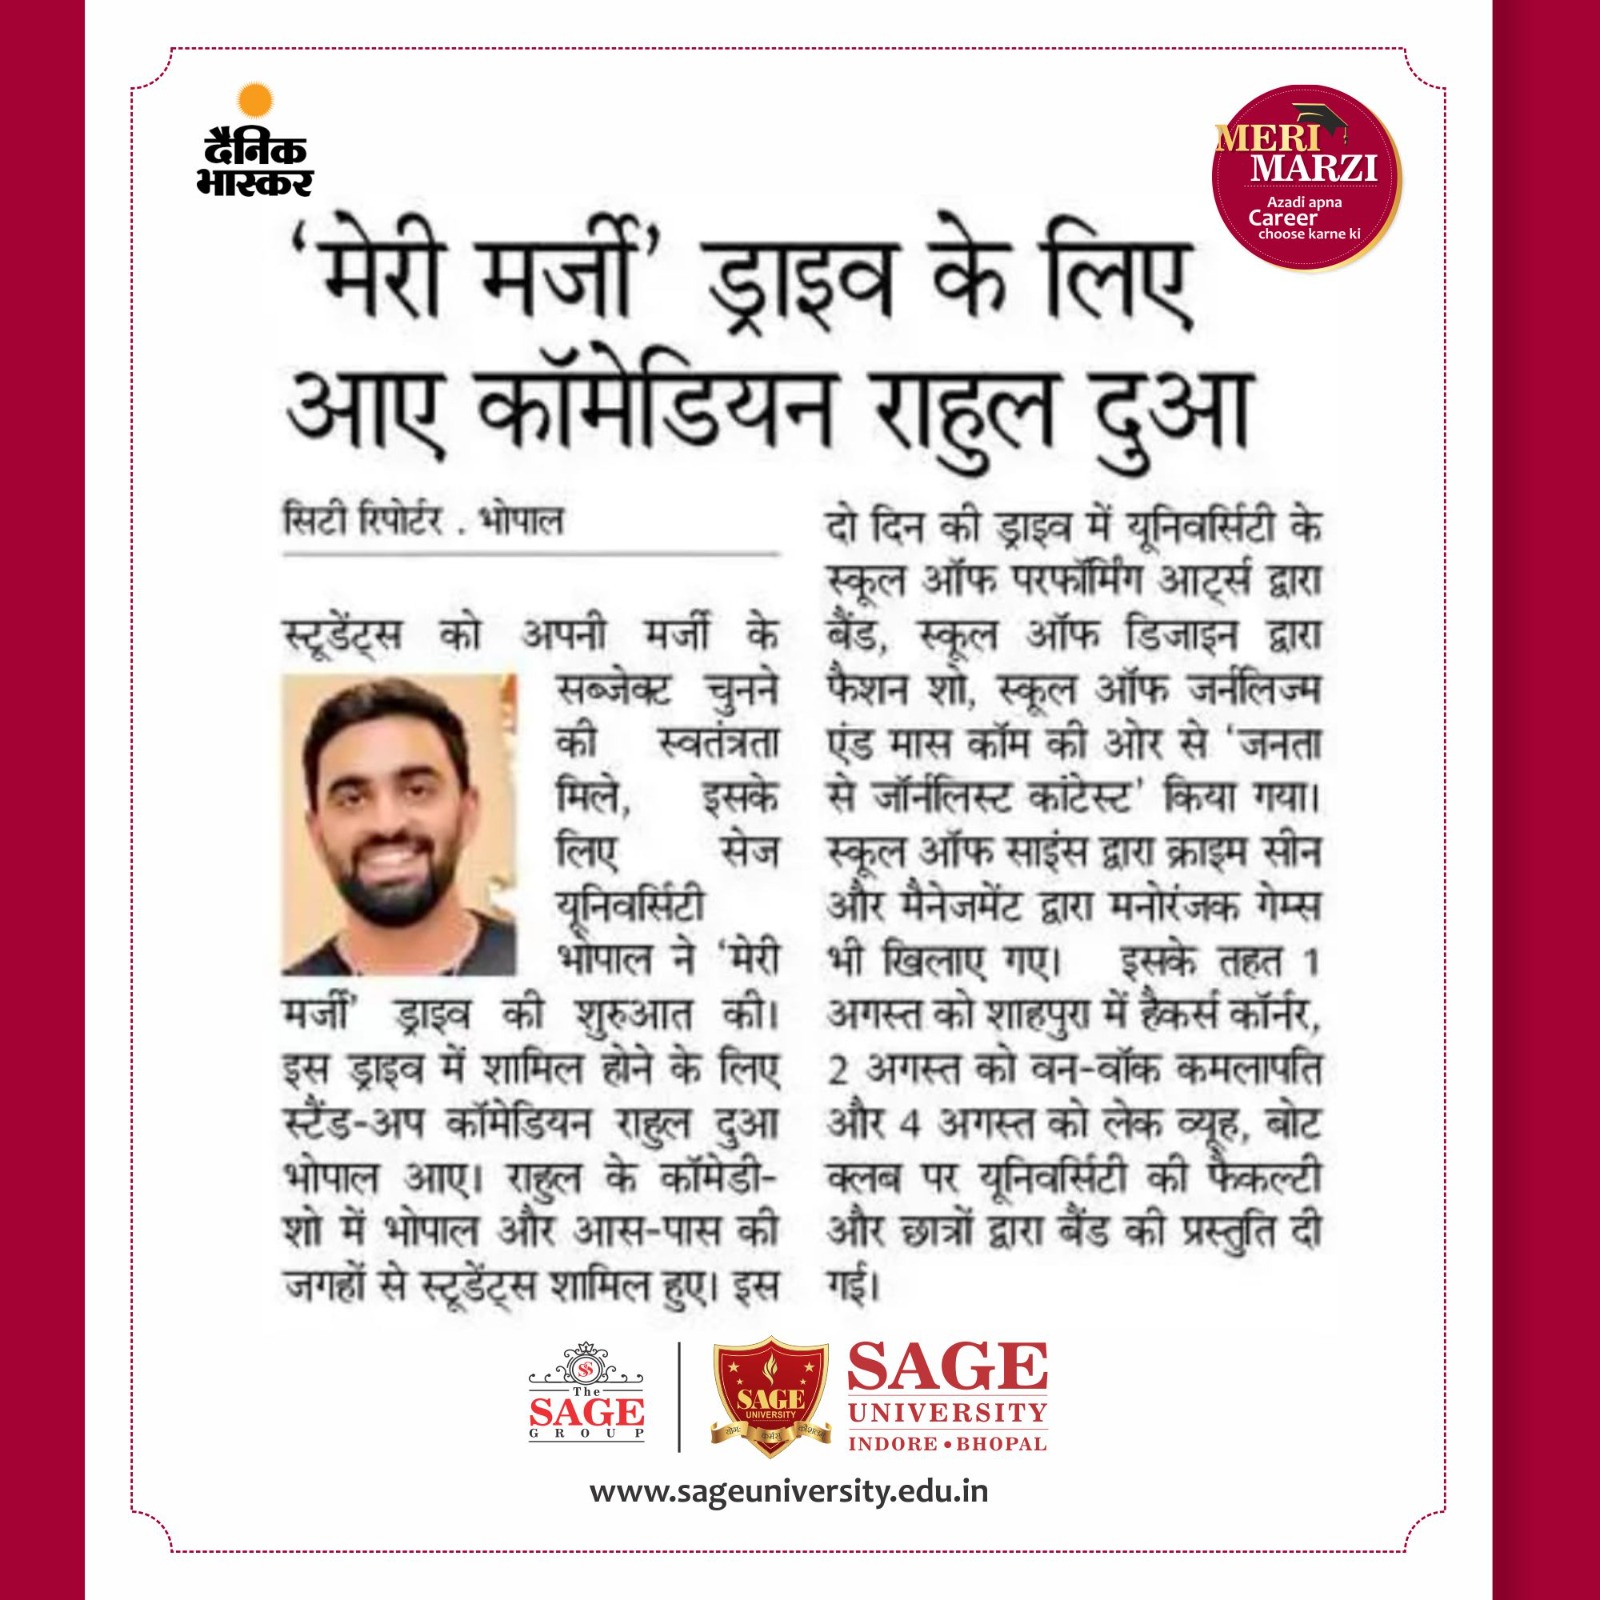 दैनिक
भास्कर
MERI
MARZI
Azadi apna
Career
choose karne ki
‘मेरी मर्जी’ ड्राइव के लिए
आए कॉमेडियन राहुल दुआ
सिटी रिपोर्टर . भोपाल
स्टूडेंट्स को अपनी मर्जी के
सब्जेक्ट चुनने
की स्वतंत्रता
मिले, इसके
लिए सेज
यूनिवर्सिटी
भोपाल ने ‘मेरी
मर्जी’ ड्राइव की शुरुआत की।
इस ड्राइव में शामिल होने के लिए
स्टैंड-अप कॉमेडियन राहुल दुआ
भोपाल आए। राहुल के कॉमेडी-
शो में भोपाल और आस-पास की
जगहों से स्टूडेंट्स शामिल हुए। इस
दो दिन की ड्राइव में यूनिवर्सिटी के
स्कूल ऑफ परफॉर्मिंग आर्ट्स द्वारा
बैंड, स्कूल ऑफ डिजाइन द्वारा
फैशन शो, स्कूल ऑफ जर्नलिज्म
एंड मास कॉम की ओर से ‘जनता
से जॉर्नलिस्ट कांटेस्ट’ किया गया।
स्कूल ऑफ साइंस द्वारा क्राइम सीन
और मैनेजमेंट द्वारा मनोरंजक गेम्स
भी खिलाए गए। इसके तहत 1
अगस्त को शाहपुरा में हैकर्स कॉर्नर,
2 अगस्त को वन-वॉक कमलापति
और 4 अगस्त को लेक व्यूह, बोट
क्लब पर यूनिवर्सिटी की फैकल्टी
और छात्रों द्वारा बैंड की प्रस्तुति दी
गई।
The
SAGE
GROUP
SAGE
UNIVERSITY
SAGE
UNIVERSITY
INDORE • BHOPAL
www.sageuniversity.edu.in